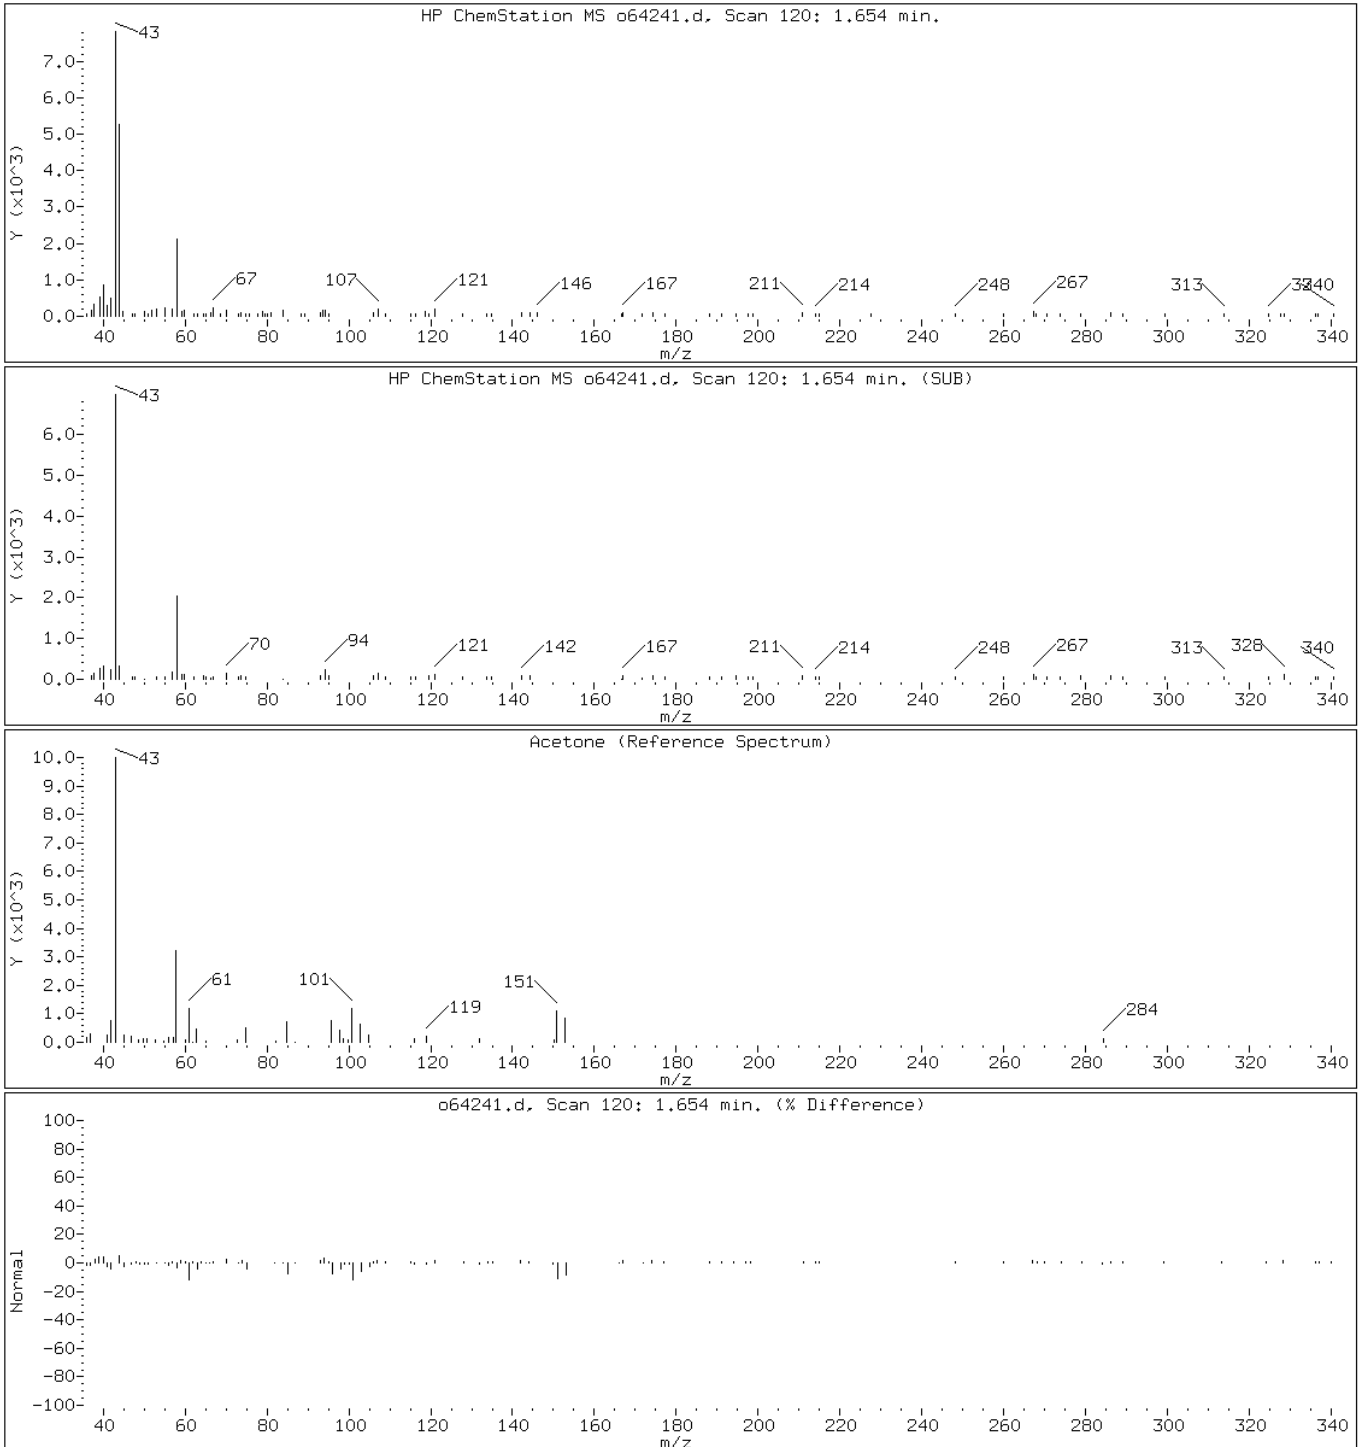 HP ChemStation MS o64241.d, Scan 120: 1.654 min.
43
7.0
6.0
5.0
4.0
3.0
2.0
1.0
0.0
Y (x10^3)
67 107 121 146 167 211 214 248 267 313 340
40 60 80 100 120 140 160 180 200 220 240 260 280 300 320 340
m/z
HP ChemStation MS o64241.d, Scan 120: 1.654 min. (SUB)
43
6.0
5.0
4.0
3.0
2.0
1.0
0.0
Y (x10^3)
70 94 121 142 167 211 214 248 267 313 328 340
40 60 80 100 120 140 160 180 200 220 240 260 280 300 320 340
m/z
Acetone (Reference Spectrum)
43
10.0
9.0
8.0
7.0
6.0
5.0
4.0
3.0
2.0
1.0
0.0
Y (x10^3)
61 101 119 151 284
40 60 80 100 120 140 160 180 200 220 240 260 280 300 320 340
m/z
o64241.d, Scan 120: 1.654 min. (% Difference)
100
80
60
40
20
0
-20
-40
-60
-80
-100
Normal
40 60 80 100 120 140 160 180 200 220 240 260 280 300 320 340
m/z